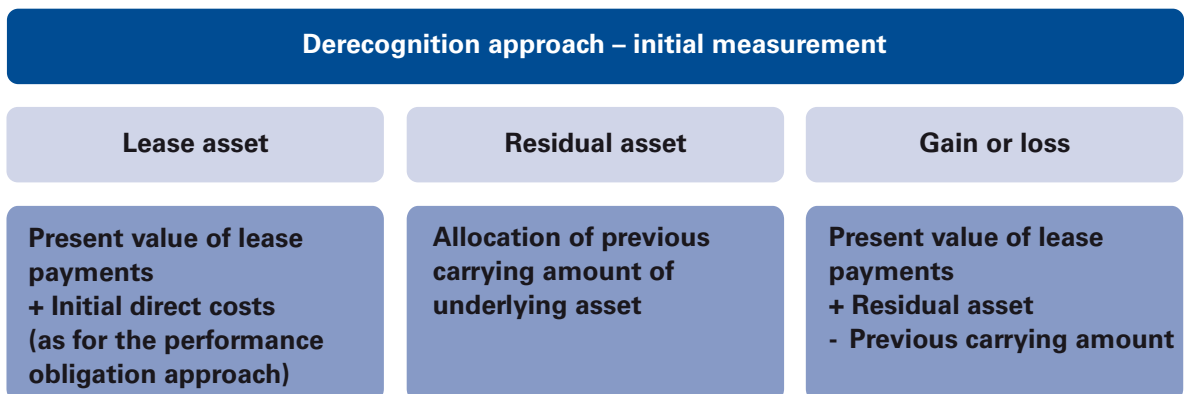 Derecognition approach – initial measurement
Lease asset
Residual asset
Gain or loss
Present value of lease
payments
+ Initial direct costs
(as for the performance
obligation approach)
Allocation of previous
carrying amount of
underlying asset
Present value of lease
payments
+ Residual asset
- Previous carrying amount